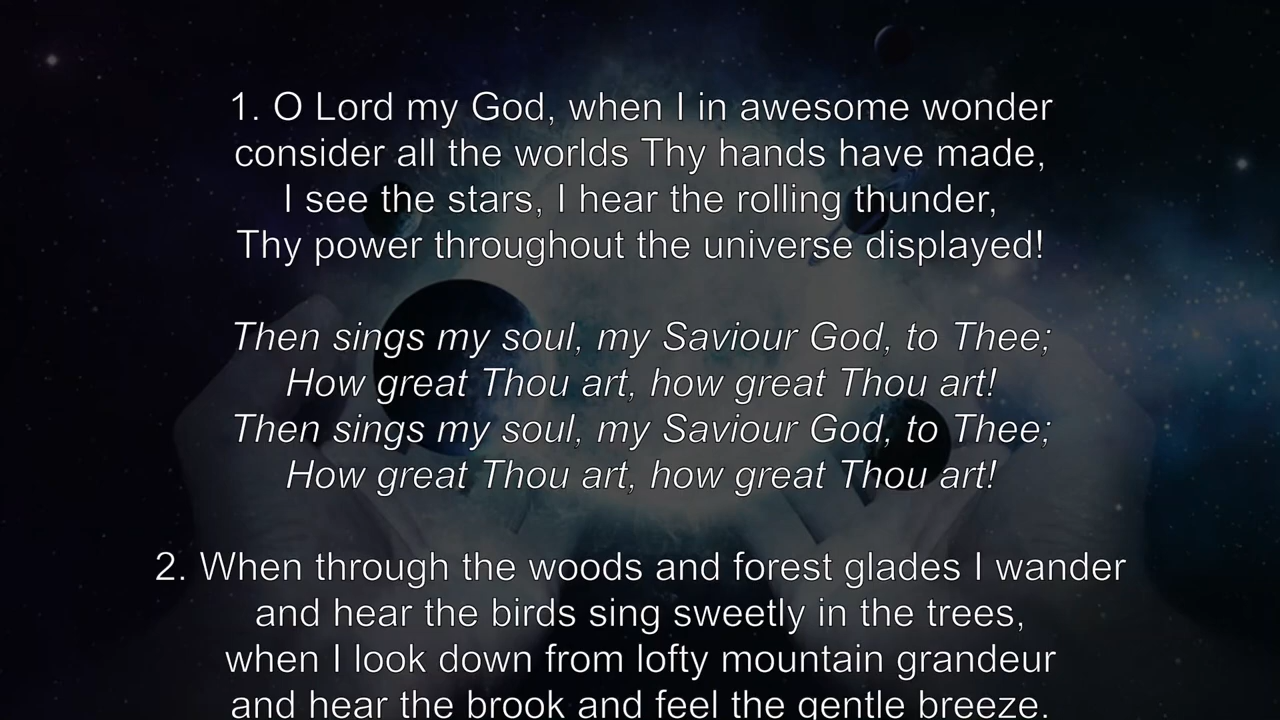 1. O Lord my God, when I in awesome wonder
consider all the worlds Thy hands have made,
I see the stars, I hear the rolling thunder,
Thy power throughout the universe displayed!
Then sings my soul, my Saviour God, to Thee;
How great Thou art, how great Thou art!
Then sings my soul, my Saviour God, to Thee;
How great Thou art, how great Thou art!
2. When through the woods and forest glades I wander
and hear the birds sing sweetly in the trees,
when I look down from lofty mountain grandeur
and hear the brook and feel the gentle breeze.